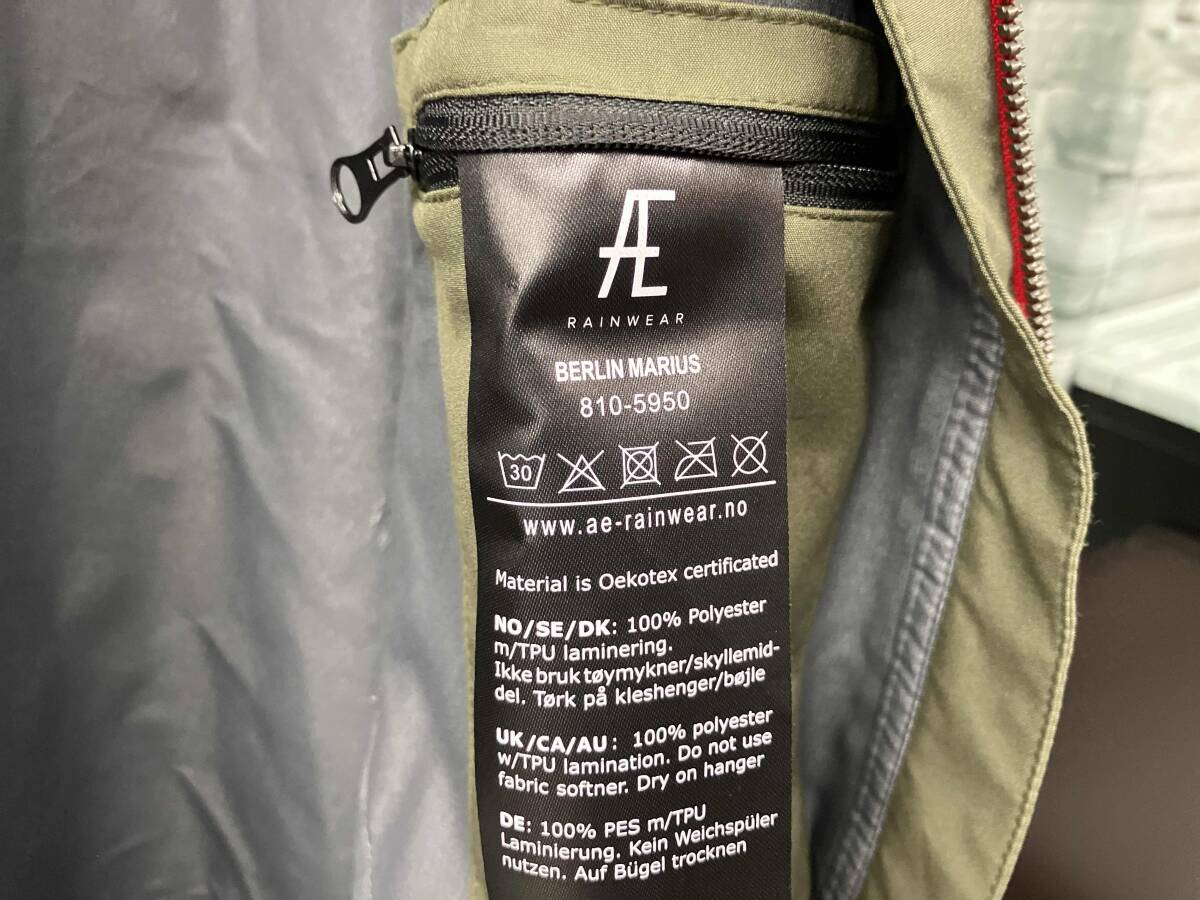 Æ
RAINWEAR
BERLIN MARIUS
810-5950
30
www.ae-rainwear.no
Material is Oekotex certificated
NO/SE/DK: 100% Polyester
m/TPU laminering.
Ikke bruk tøymykner/skyllemid-
del. Tørk på kleshenger/bøjle
UK/CA/AU: 100% polyester
w/TPU lamination. Do not use
fabric softner. Dry on hanger
DE: 100% PES m/TPU
Laminierung. Kein Weichspüler
nutzen. Auf Bügel trocknen